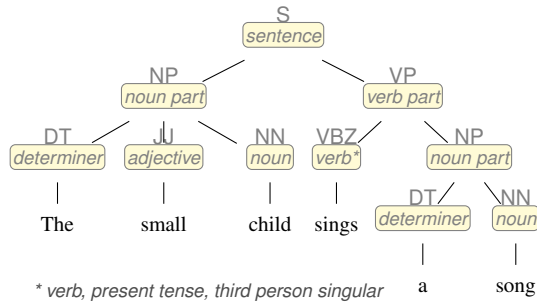 S
sentence
NP VP
noun part verb part
DT JJ NN VBZ NP
determiner adjective noun verb* noun part
The small child sings DT NN
determiner noun
a song
* verb, present tense, third person singular